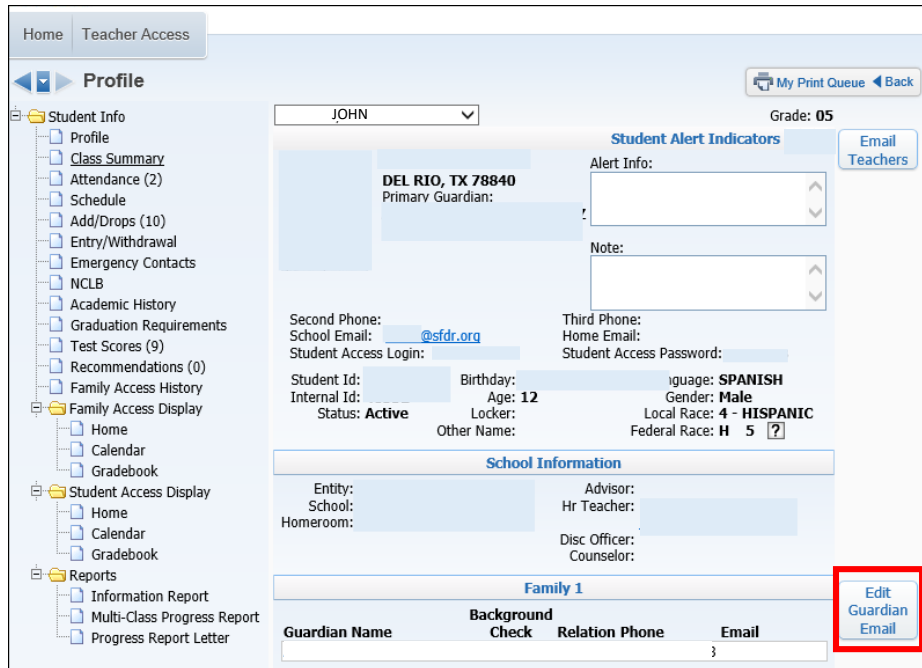 Home Teacher Access
Profile
My Print Queue Back
Student Info
Profile
Class Summary
Attendance (2)
Schedule
Add/Drops (10)
Entry/Withdrawal
Emergency Contacts
NCLB
Academic History
Graduation Requirements
Test Scores (9)
Recommendations (0)
Family Access History
Family Access Display
Home
Calendar
Gradebook
Student Access Display
Home
Calendar
Gradebook
Reports
Information Report
Multi-Class Progress Report
Progress Report Letter
JOHN
Grade: 05
Student Alert Indicators
Email
Teachers
Alert Info:
DEL RIO, TX 78840
Primary Guardian:
Note:
Second Phone: Third Phone:
School Email: @sfdr.org Home Email:
Student Access Login: Student Access Password:
Student Id: Birthday: nguage: SPANISH
Internal Id: Age: 12 Gender: Male
Status: Active Locker: Local Race: 4 - HISPANIC
Other Name: Federal Race: H 5 ?
School Information
Entity: Advisor:
School: Hr Teacher:
Homeroom:
Disc Officer:
Counselor:
Family 1
Edit
Guardian
Email
Background
Guardian Name Check Relation Phone Email